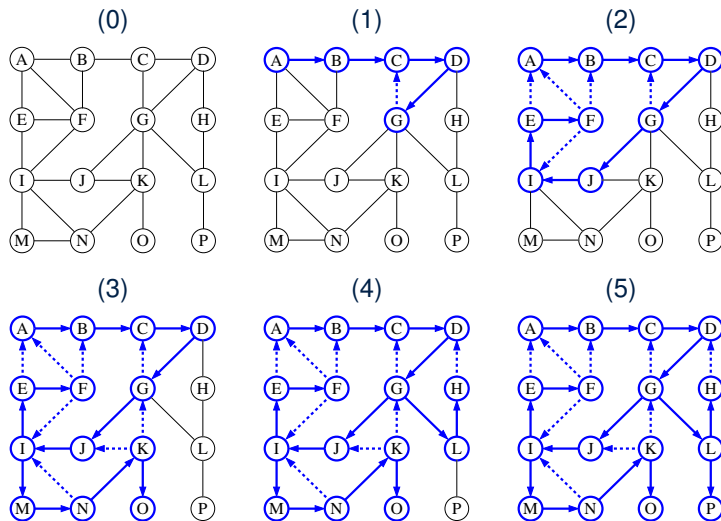 (0) (1) (2)
A B C D A B C D A B C D
E F G H E F G H E F G H
I J K L I J K L I J K L
M N O P M N O P M N O P
(3) (4) (5)
A B C D A B C D A B C D
E F G H E F G H E F G H
I J K L I J K L I J K L
M N O P M N O P M N O P